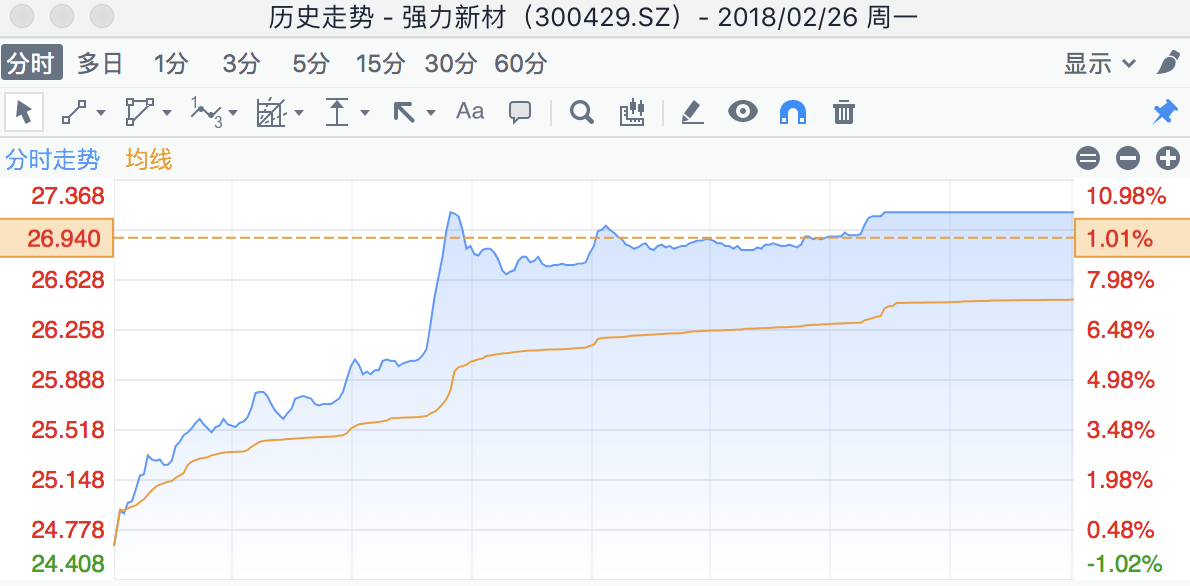 历史走势 - 强力新材（300429.SZ）- 2018/02/26 周一
分时 多日 1分 3分 5分 15分 30分 60分 显示
1 3 Aa
分时走势 均线
27.368 10.98%
26.940 1.01%
26.628 7.98%
26.258 6.48%
25.888 4.98%
25.518 3.48%
25.148 1.98%
24.778 0.48%
24.408 -1.02%